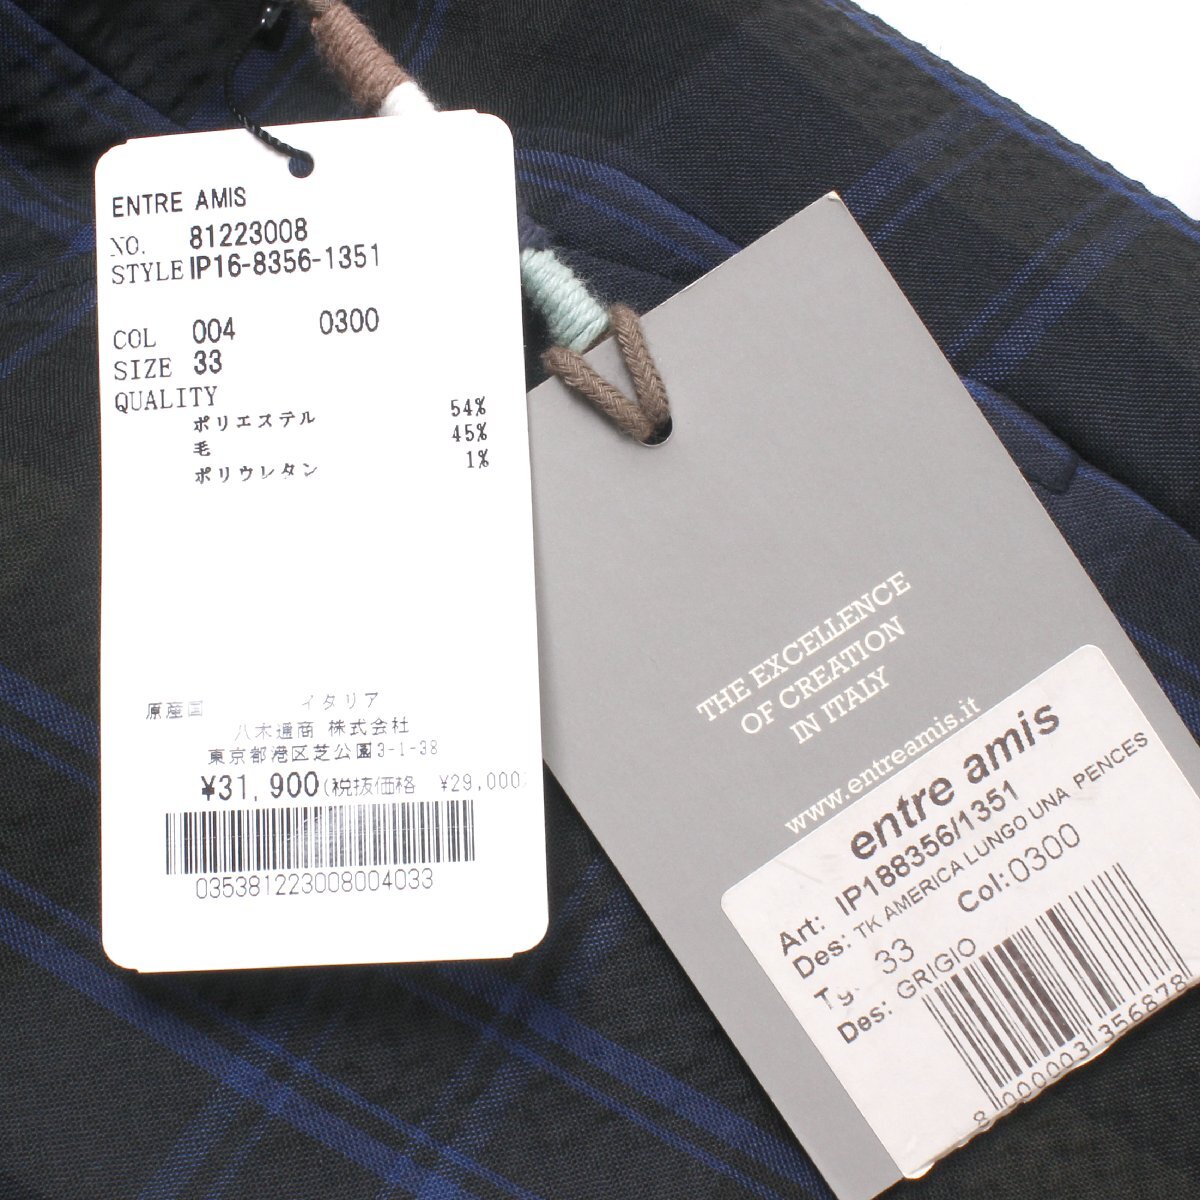 ENTRE AMIS
NO. 81223008
STYLE IP16-8356-1351
COL 004 0300
SIZE 33
QUALITY
ポリエステル 54%
毛 45%
ポリウレタン 1%
原産国 イタリア
八木通商 株式会社
東京都港区芝公園3-1-38
¥31,900(税抜価格 ¥29,000)
035381223008004033
THE EXCELLENCE
OF CREATION
IN ITALY
www.entreamis.it
entre amis
Art: IP188356/1351
Des: TK AMERICA LUNGO UNA PENCES
Tg. 33 Col: 0300
Des: GRIGIO
8 000003 356878